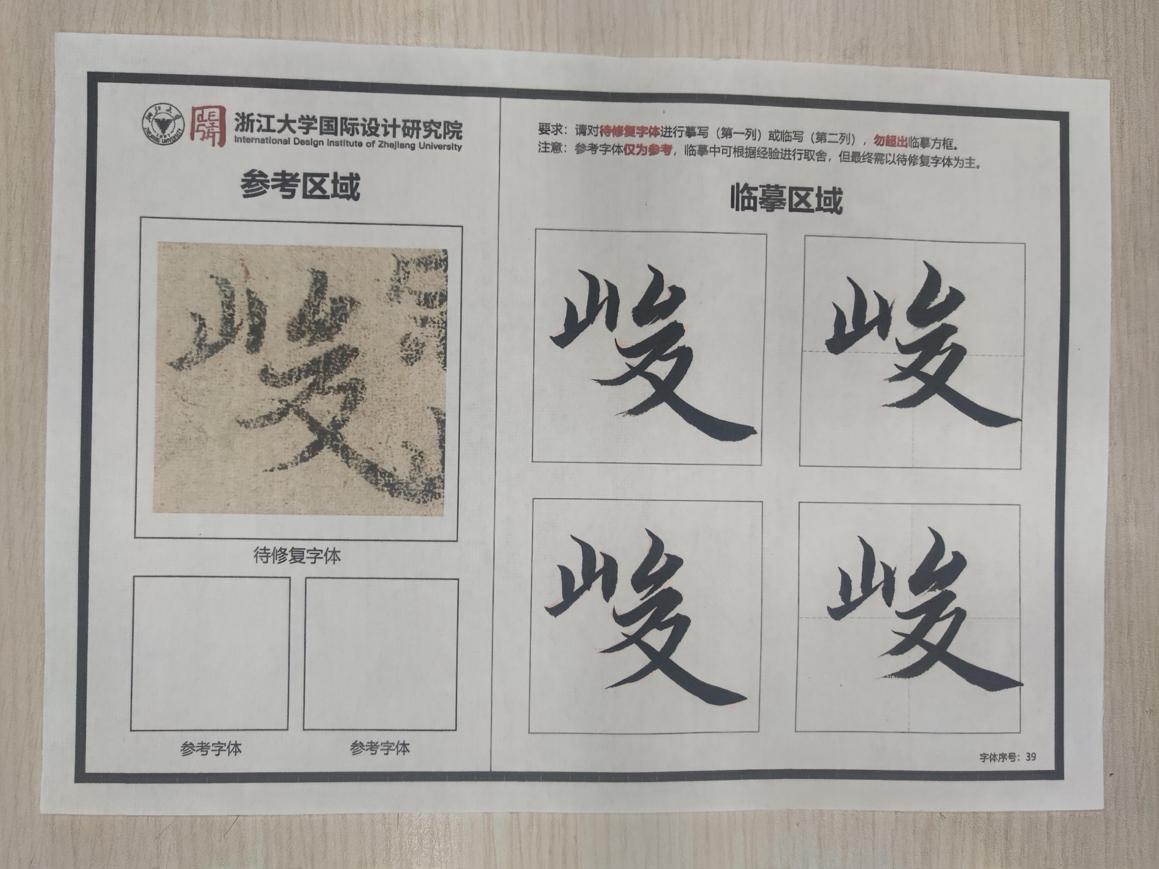 浙江大学国际设计研究院
International Design Institute of Zhejiang University
参考区域
峻
待修复字体
参考字体 参考字体
要求：请对待修复字体进行摹写（第一列）或临写（第二列），勿超出临摹方框。
注意：参考字体仅为参考，临摹中可根据经验进行取舍，但最终需以待修复字体为主。
临摹区域
峻 峻
峻 峻
字体序号：39